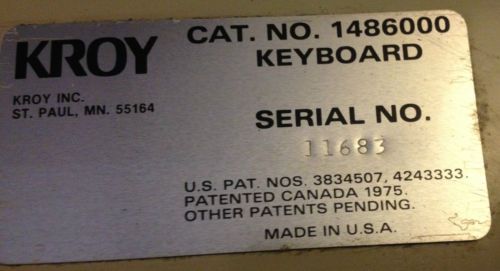 KROY
KROY INC.
ST. PAUL, MN. 55164
CAT. NO. 1486000
KEYBOARD
SERIAL NO.
11683
U.S. PAT. NOS. 3834507, 4243333.
PATENTED CANADA 1975.
OTHER PATENTS PENDING.
MADE IN U.S.A.